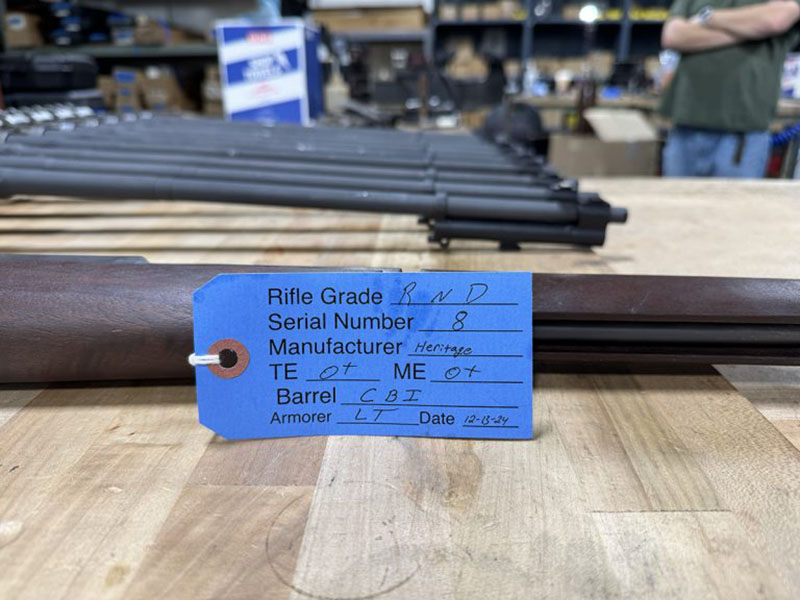 Rifle Grade R N D
Serial Number 8
Manufacturer Heritage
TE 0+ ME 0+
Barrel C B I
Armorer LT Date 12-13-24